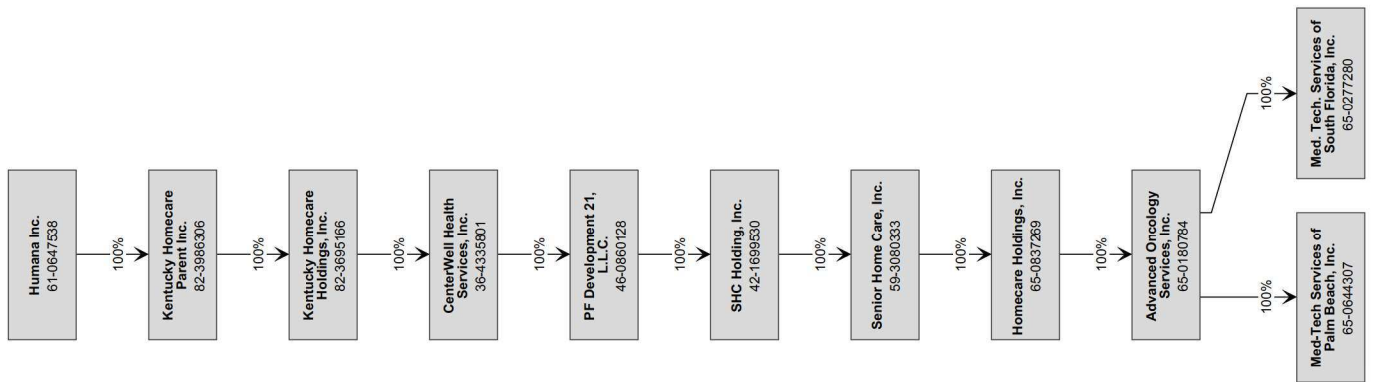 Humana Inc.
61-0647538
100%
Kentucky Homecare
Parent Inc.
82-3986306
100%
Kentucky Homecare
Holdings, Inc.
82-3695166
100%
CenterWell Health
Services, Inc.
36-4335801
100%
PF Development 21,
L.L.C.
46-0860128
100%
SHC Holding, Inc.
42-1699530
100%
Senior Home Care, Inc.
59-3080333
100%
Homecare Holdings, Inc.
65-0837269
100%
Advanced Oncology
Services, Inc.
65-0180784
100%
Med-Tech Services of
Palm Beach, Inc.
65-0644307
100%
Med. Tech. Services of
South Florida, Inc.
65-0277280